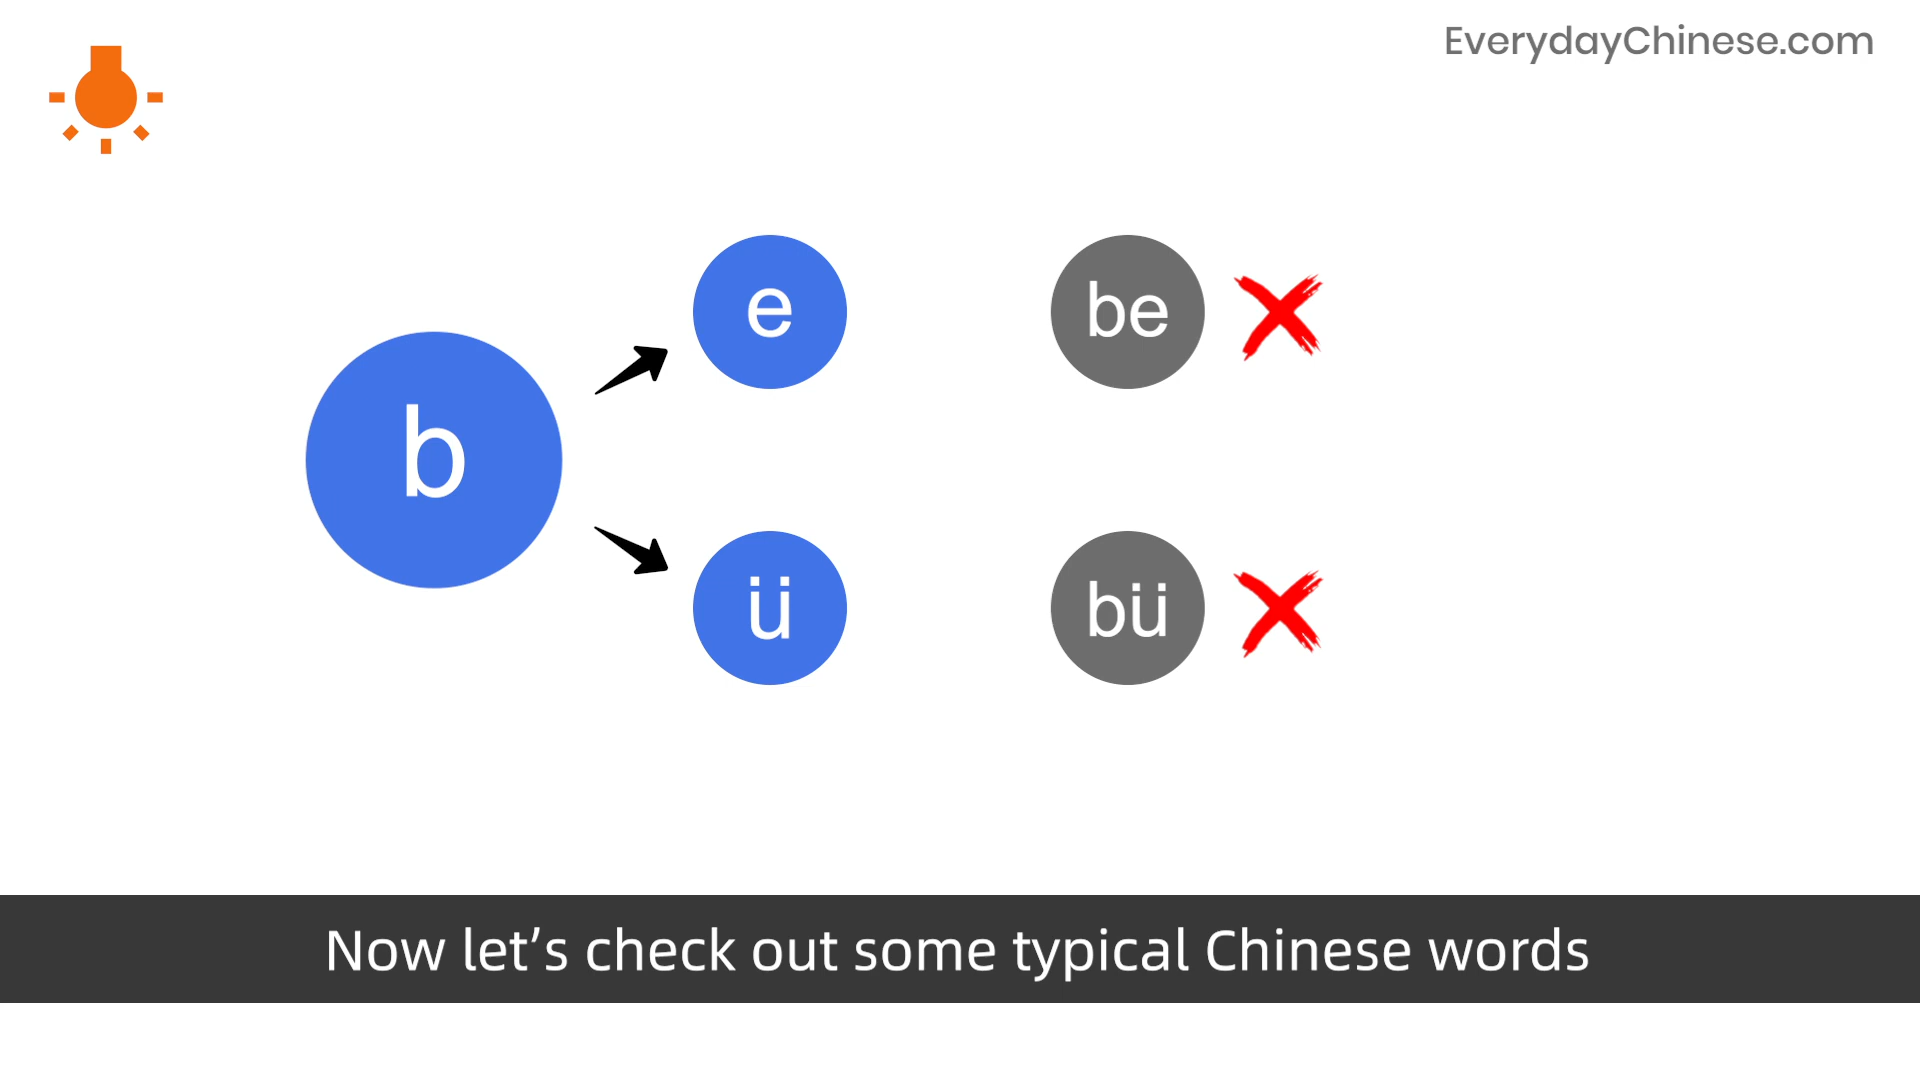 EverydayChinese.com
b
e
be
ü
bü
Now let’s check out some typical Chinese words